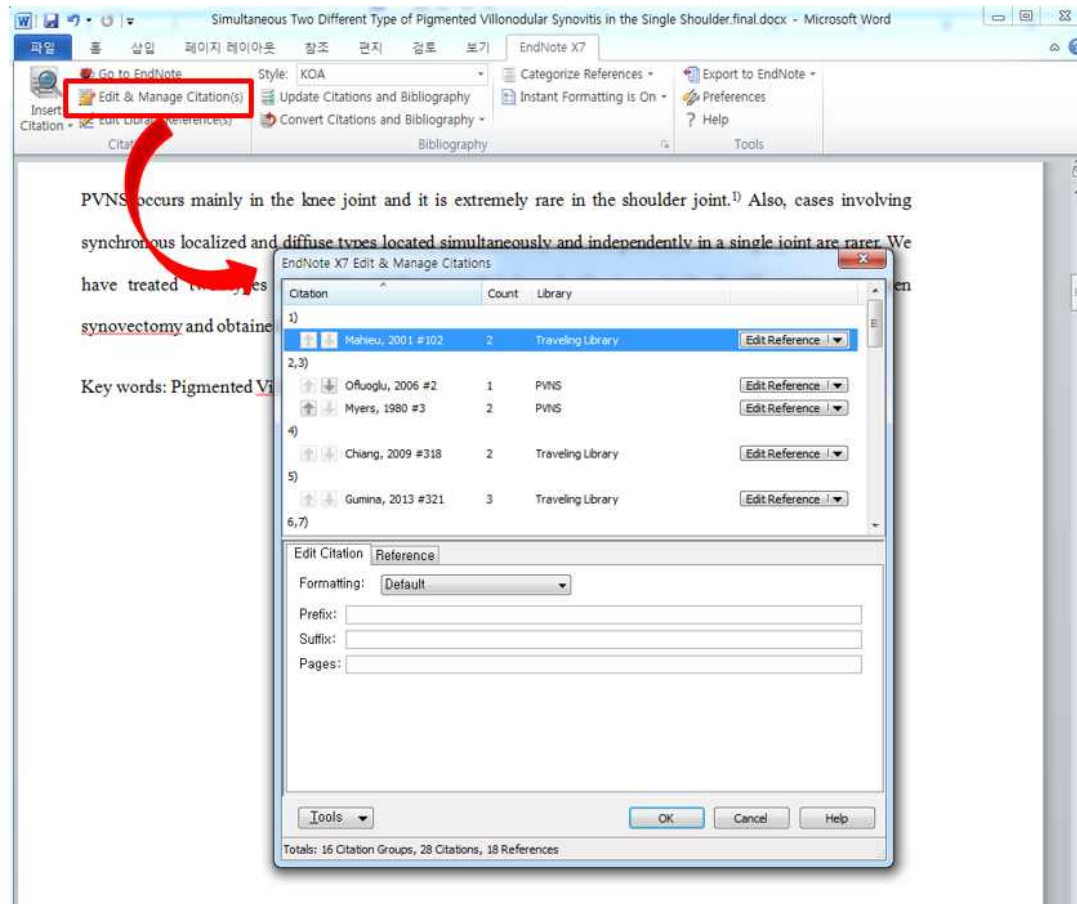 Simultaneous Two Different Type of Pigmented Villonodular Synovitis in the Single Shoulder.final.docx - Microsoft Word
파일 홈 삽입 페이지 레이아웃 참조 편지 검토 보기 EndNote X7
Go to EndNote Style: KOA Categorize References Export to EndNote
Edit & Manage Citation(s) Update Citations and Bibliography Instant Formatting is On Preferences
Insert Citation Edit Library Reference(s) Convert Citations and Bibliography Help
Bibliography Tools
PVNS occurs mainly in the knee joint and it is extremely rare in the shoulder joint.1) Also, cases involving
synchronous localized and diffuse types located simultaneously and independently in a single joint are rarer. We
have treated
synovectomy and
EndNote X7 Edit & Manage Citations
Citation Count Library
1)
Mahieu, 2001 #102 2 Traveling Library Edit Reference
2,3)
Ofluoglu, 2006 #2 1 PVNS Edit Reference
Myers, 1980 #3 2 PVNS Edit Reference
4)
Chiang, 2009 #318 2 Traveling Library Edit Reference
5)
Gumina, 2013 #321 3 Traveling Library Edit Reference
6,7)
Key words: Pigmented
Edit Citation Reference
Formatting: Default
Prefix:
Suffix:
Pages:
Tools OK Cancel Help
Totals: 16 Citation Groups, 28 Citations, 18 References